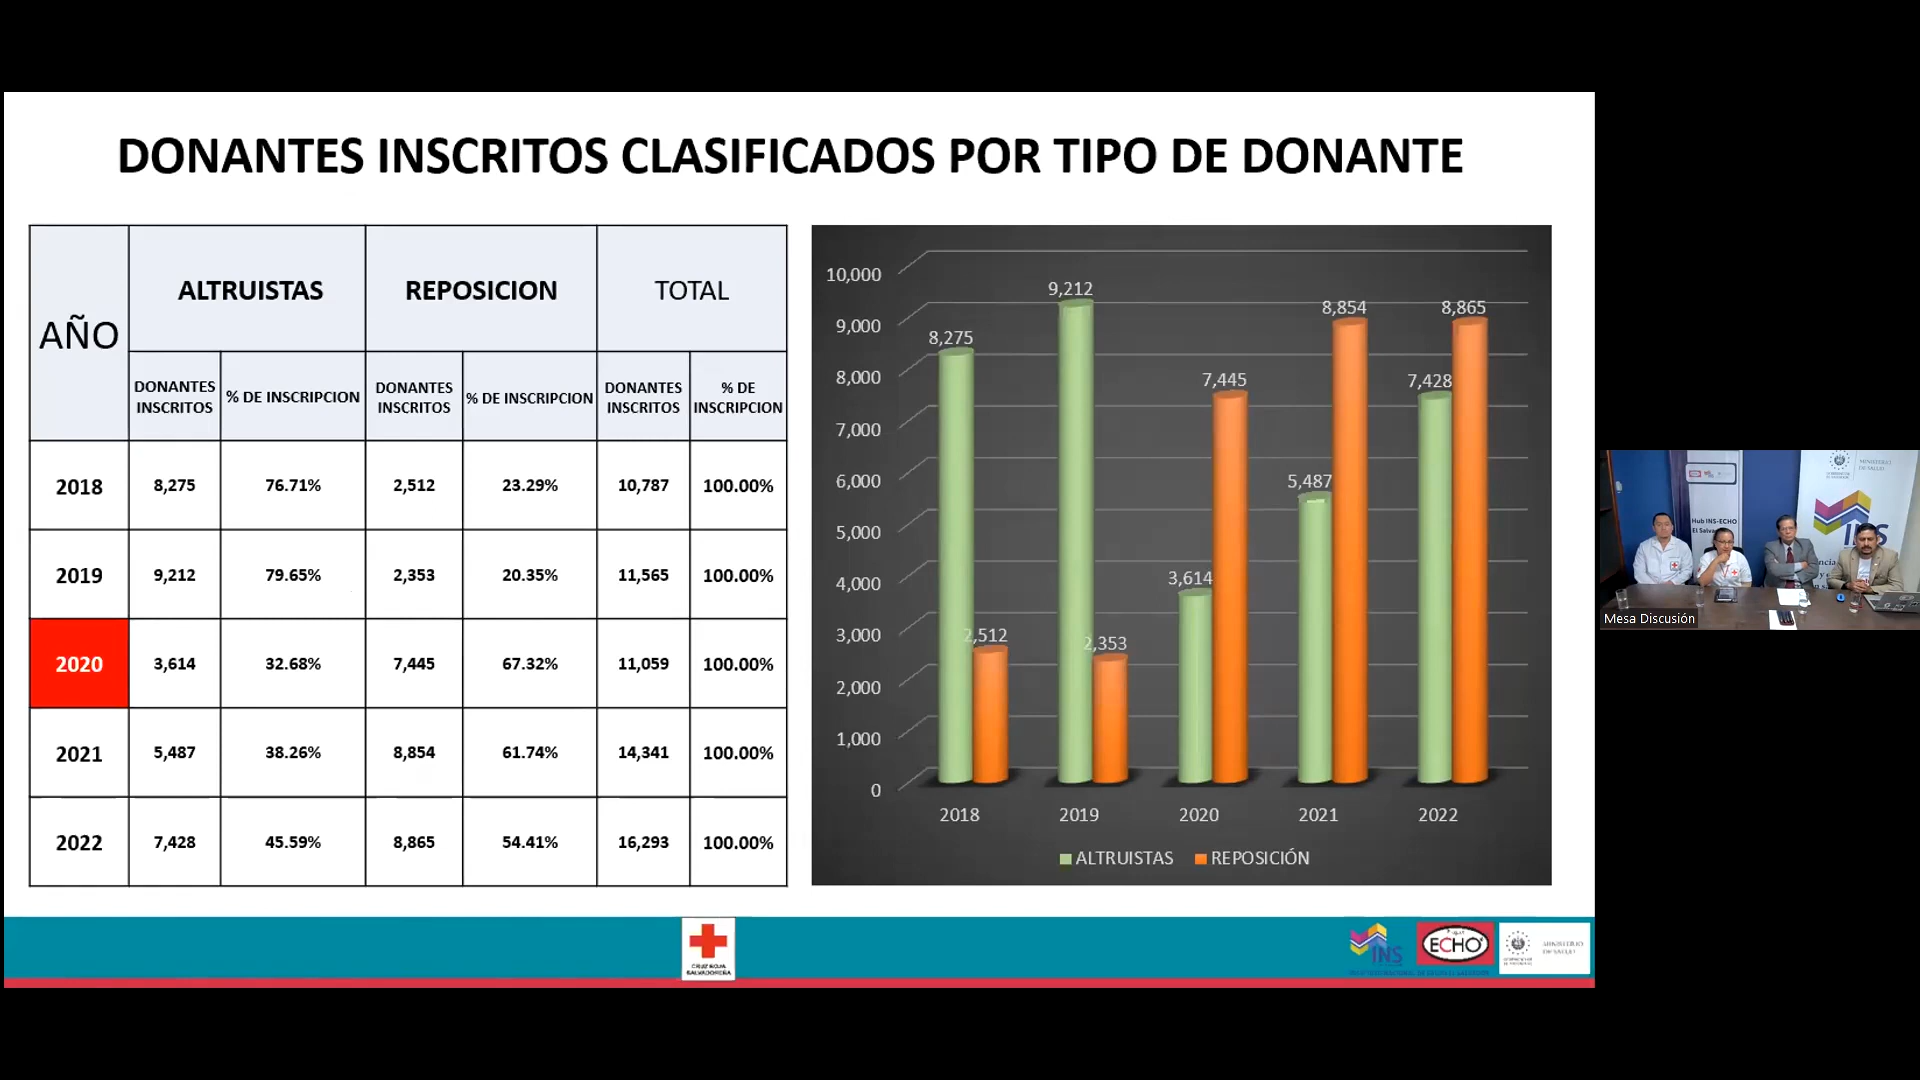 DONANTES INSCRITOS CLASIFICADOS POR TIPO DE DONANTE
AÑO
ALTRUISTAS
REPOSICION
TOTAL
DONANTES INSCRITOS
% DE INSCRIPCION
DONANTES INSCRITOS
% DE INSCRIPCION
DONANTES INSCRITOS
% DE INSCRIPCION
2018 8,275 76.71% 2,512 23.29% 10,787 100.00%
2019 9,212 79.65% 2,353 20.35% 11,565 100.00%
2020 3,614 32.68% 7,445 67.32% 11,059 100.00%
2021 5,487 38.26% 8,854 61.74% 14,341 100.00%
2022 7,428 45.59% 8,865 54.41% 16,293 100.00%
10,000
9,000
8,000
7,000
6,000
5,000
4,000
3,000
2,000
1,000
0
8,275
2,512
9,212
2,353
3,614
7,445
5,487
8,854
7,428
8,865
2018 2019 2020 2021 2022
ALTRUISTAS REPOSICIÓN
CRUZ ROJA
SALVADOREÑA
INS
ECHO
MINISTERIO
DE SALUD
MINISTERIO
DE SALUD
Hub INS-ECHO
El
INS
Mesa Discusión